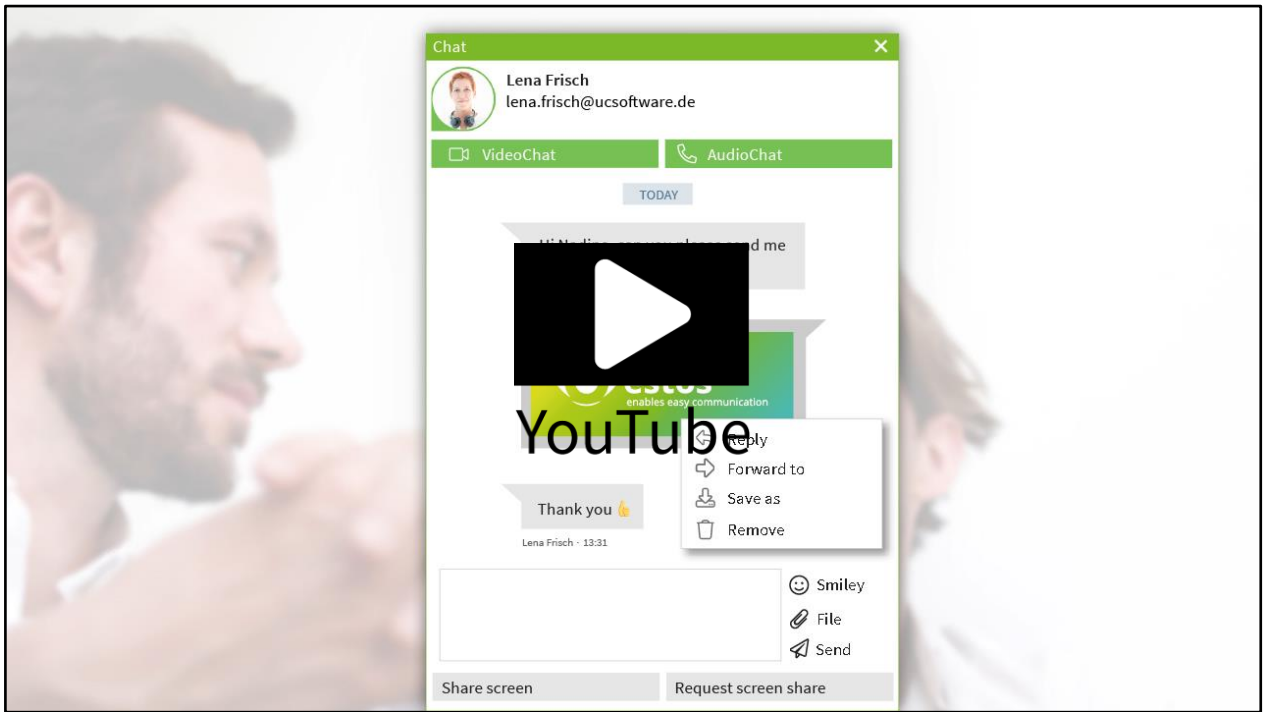 Chat
Lena Frisch
lena.frisch@ucsoftware.de
VideoChat
AudioChat
TODAY
me
enables easy communication
YouTube
Reply
Forward to
Save as
Remove
Thank you
Lena Frisch · 13:31
Smiley
File
Send
Share screen
Request screen share